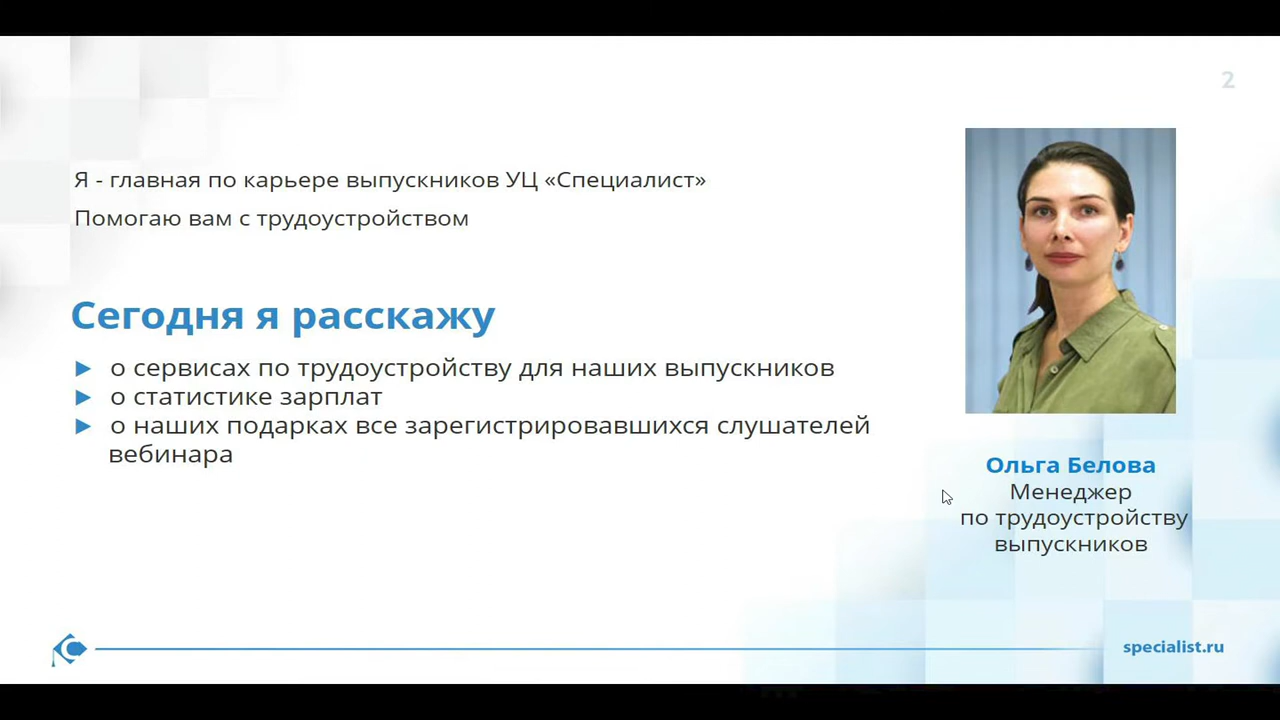 2
Я - главная по карьере выпускников УЦ «Специалист»
Помогаю вам с трудоустройством
Сегодня я расскажу
► о сервисах по трудоустройству для наших выпускников
► о статистике зарплат
► о наших подарках все зарегистрировавшихся слушателей
вебинара
Ольга Белова
Менеджер
по трудоустройству
выпускников
specialist.ru